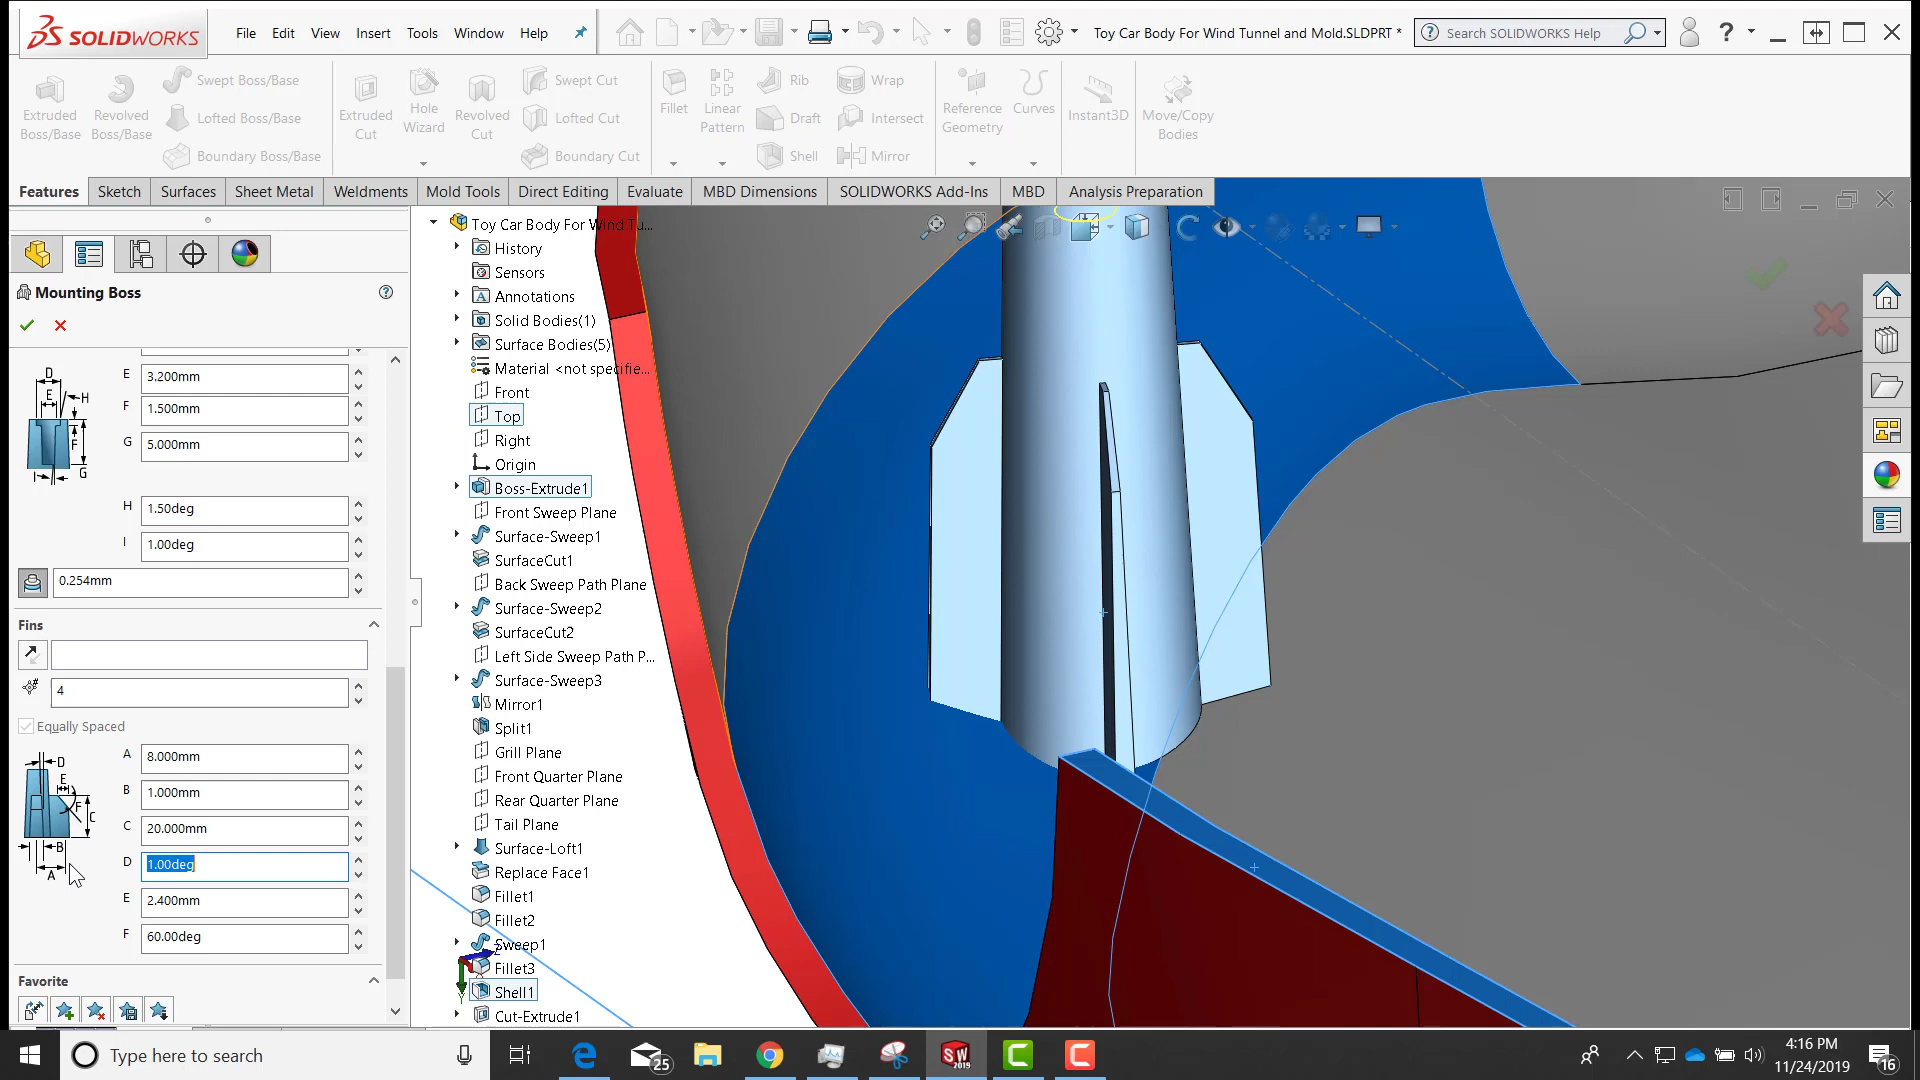 SOLIDWORKS
File Edit View Insert Tools Window Help
Toy Car Body For Wind Tunnel and Mold.SLDPRT *
Search SOLIDWORKS Help
Extruded Boss/Base
Revolved Boss/Base
Swept Boss/Base
Lofted Boss/Base
Boundary Boss/Base
Extruded Cut
Hole Wizard
Revolved Cut
Swept Cut
Lofted Cut
Boundary Cut
Fillet
Linear Pattern
Rib
Draft
Shell
Wrap
Intersect
Mirror
Reference Geometry
Curves
Instant3D
Move/Copy Bodies
Features Sketch Surfaces Sheet Metal Weldments Mold Tools Direct Editing Evaluate MBD Dimensions SOLIDWORKS Add-Ins MBD Analysis Preparation
Mounting Boss
D
E
H
F
G
I
E 3.200mm
F 1.500mm
G 5.000mm
H 1.50deg
I 1.00deg
0.254mm
Fins
4
Equally Spaced
D
E
F
C
B
A
A 8.000mm
B 1.000mm
C 20.000mm
D 1.00deg
E 2.400mm
F 60.00deg
Favorite
Toy Car Body For Wind Tu...
History
Sensors
Annotations
Solid Bodies(1)
Surface Bodies(5)
Material <not specifie...
Front
Top
Right
Origin
Boss-Extrude1
Front Sweep Plane
Surface-Sweep1
SurfaceCut1
Back Sweep Path Plane
Surface-Sweep2
SurfaceCut2
Left Side Sweep Path P...
Surface-Sweep3
Mirror1
Split1
Grill Plane
Front Quarter Plane
Rear Quarter Plane
Tail Plane
Surface-Loft1
Replace Face1
Fillet1
Fillet2
Sweep1
Fillet3
Shell1
Cut-Extrude1
Type here to search
25
SW
2019
4:16 PM
11/24/2019
16